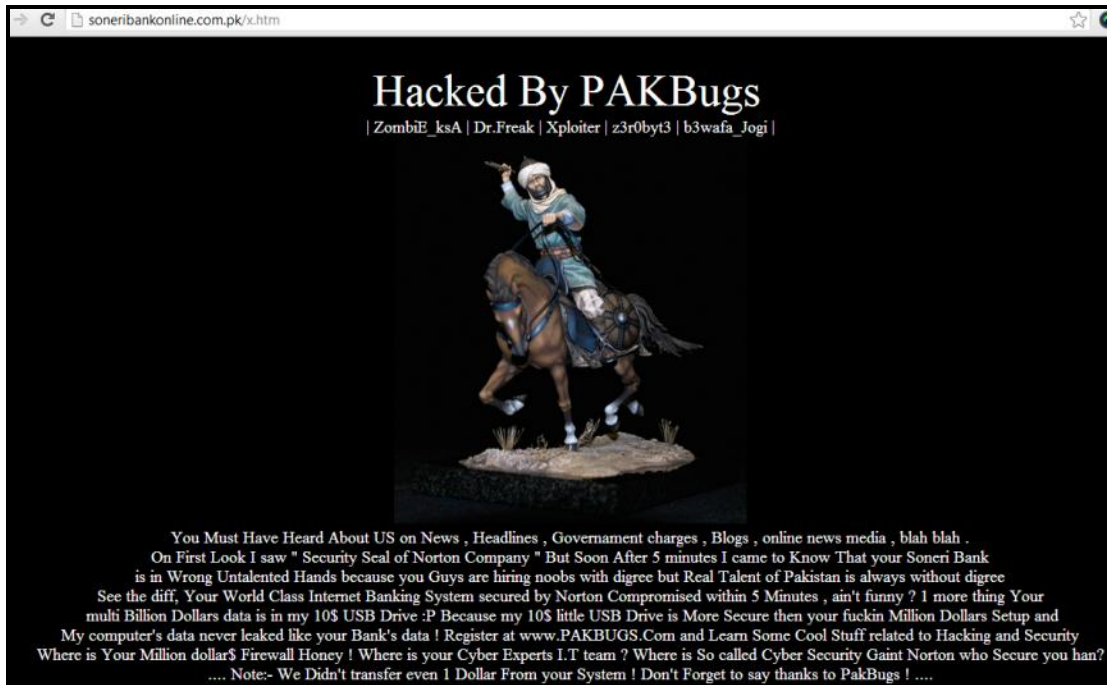 soneribankonline.com.pk/x.htm
Hacked By PAKBugs
| ZombiE_ksA | Dr.Freak | Xploiter | z3r0byt3 | b3wafa_Jogi |
You Must Have Heard About US on News , Headlines , Governament charges , Blogs , online news media , blah blah .
On First Look I saw " Security Seal of Norton Company " But Soon After 5 minutes I came to Know That your Soneri Bank
is in Wrong Untalented Hands because you Guys are hiring noobs with digree but Real Talent of Pakistan is always without digree
See the diff, Your World Class Internet Banking System secured by Norton Compromised within 5 Minutes , ain't funny ? 1 more thing Your
multi Billion Dollars data is in my 10$ USB Drive :P Because my 10$ little USB Drive is More Secure then your fuckin Million Dollars Setup and
My computer's data never leaked like your Bank's data ! Register at www.PAKBUGS.Com and Learn Some Cool Stuff related to Hacking and Security
Where is Your Million dollar$ Firewall Honey ! Where is your Cyber Experts I.T team ? Where is So called Cyber Security Gaint Norton who Secure you han?
.... Note:- We Didn't transfer even 1 Dollar From your System ! Don't Forget to say thanks to PakBugs ! ....